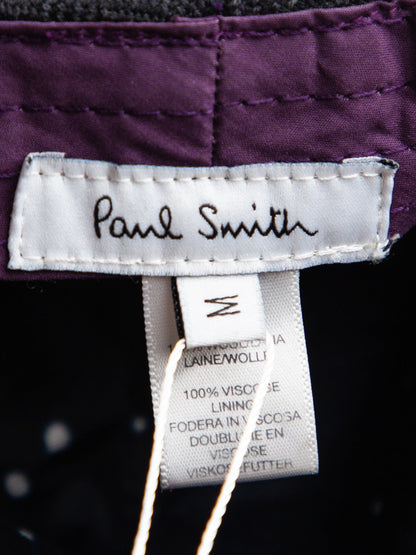 Paul Smith
M
LAINE/WOLLE
100% VISCOSE
LINING
FODERA IN VISCOSA
DOUBLURE EN
VISCOSE
VISKOSEFUTTER